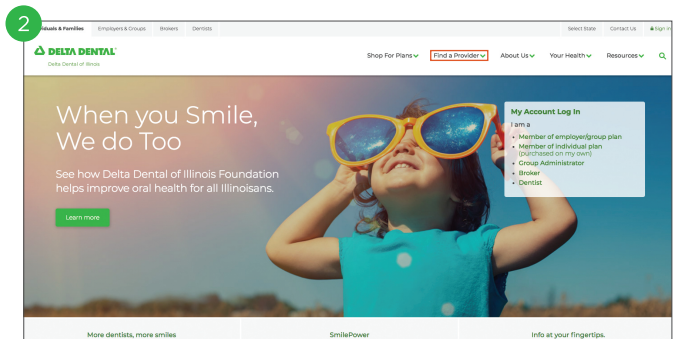 2
Employers & Groups Brokers Dentists Select State Contact Us Sign In
DELTA DENTAL
Delta Dental of Illinois
Shop For Plans Find a Provider About Us Your Health Resources
When you Smile,
We do Too
See how Delta Dental of Illinois Foundation
helps improve oral health for all Illinoisans.
Learn more
My Account Log In
I am a
• Member of employer/group plan
• Member of individual plan
(purchased on my own)
• Group Administrator
• Broker
• Dentist
More dentists, more smiles SmilePower Info at your fingertips.